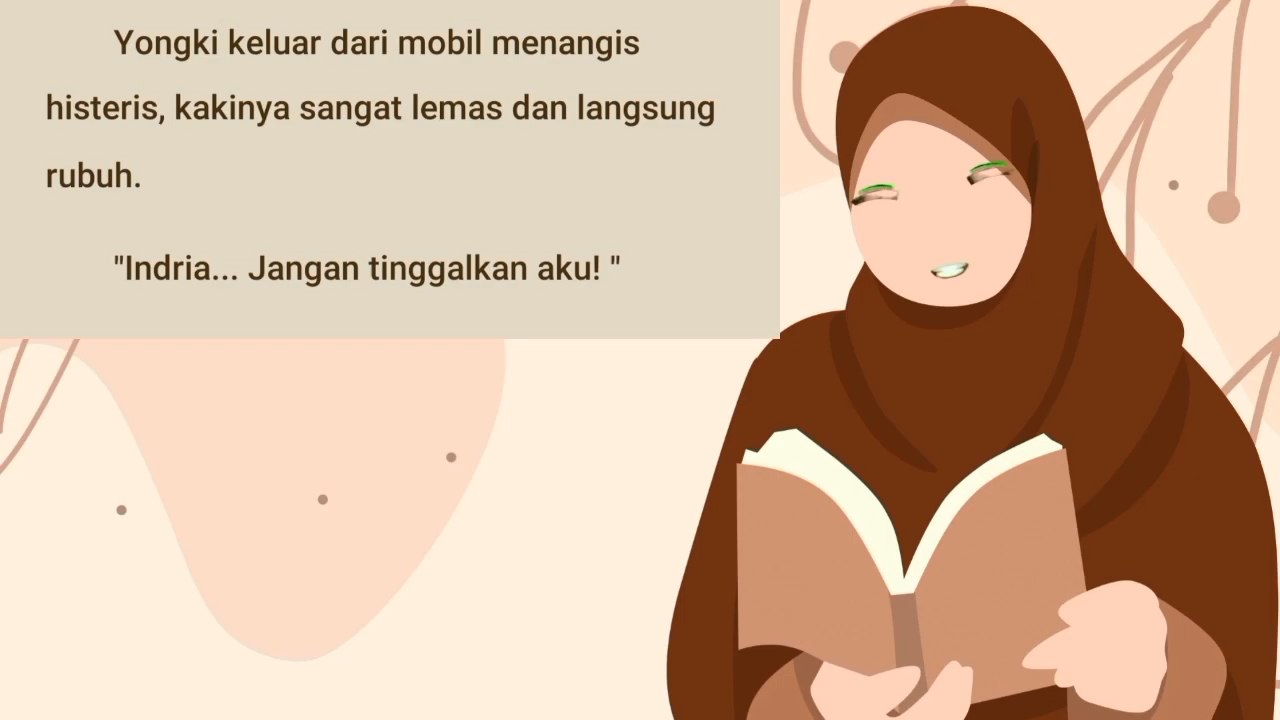 Yongki keluar dari mobil menangis
histeris, kakinya sangat lemas dan langsung
rubuh.
"Indria... Jangan tinggalkan aku! "